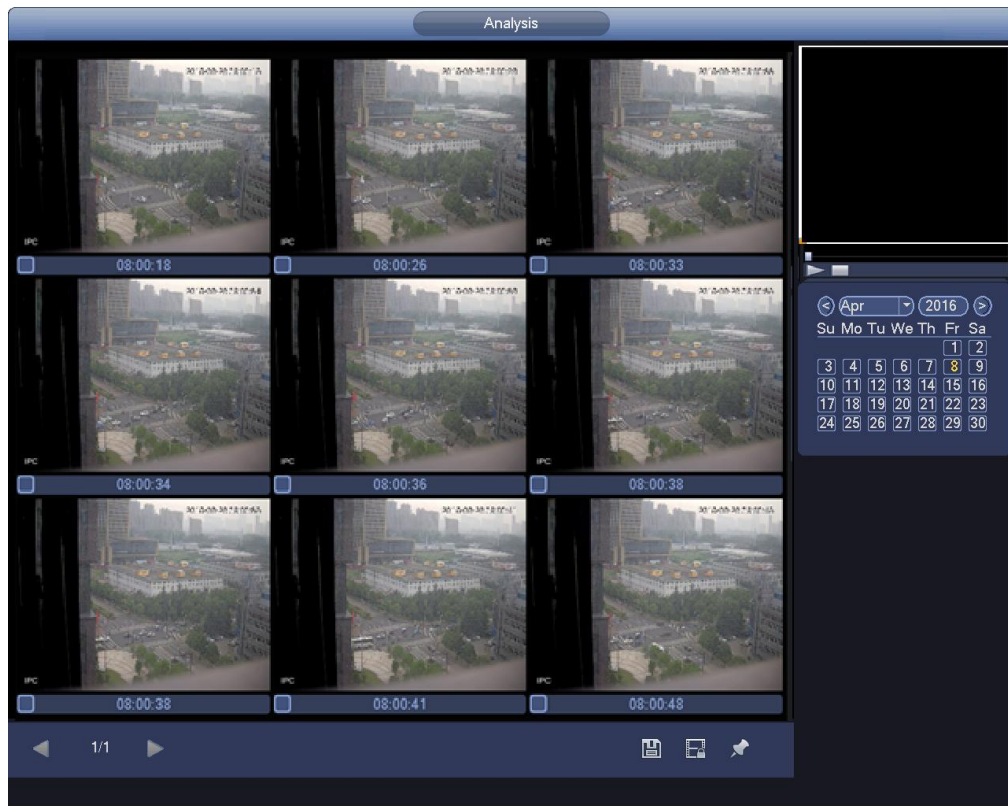 Analysis
IPC
IPC
IPC
08:00:18
08:00:26
08:00:33
IPC
IPC
IPC
08:00:34
08:00:36
08:00:38
IPC
IPC
IPC
08:00:38
08:00:41
08:00:48
1/1
< Apr 2016 >
Su Mo Tu We Th Fr Sa
1 2
3 4 5 6 7 8 9
10 11 12 13 14 15 16
17 18 19 20 21 22 23
24 25 26 27 28 29 30